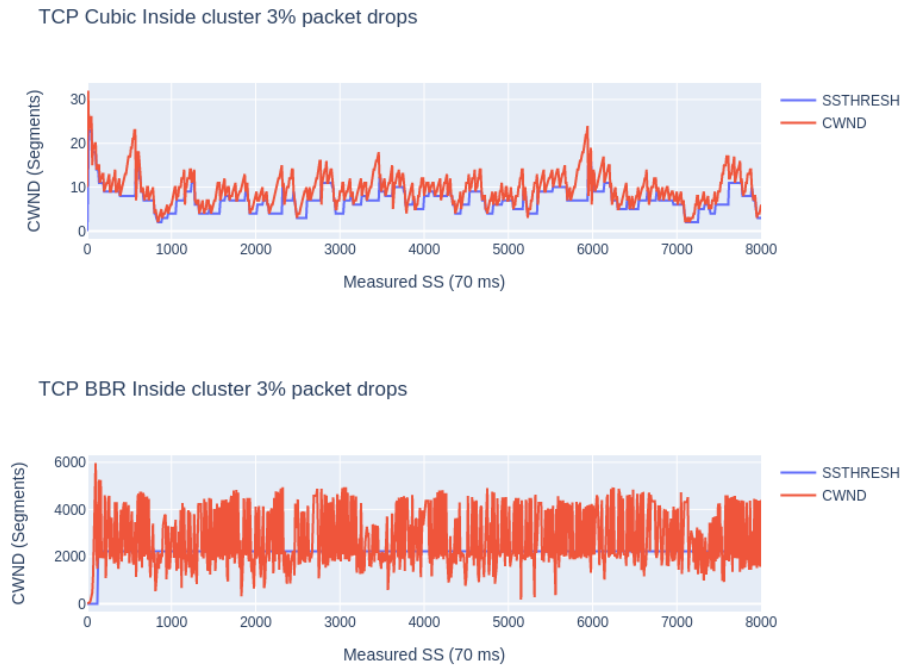 TCP Cubic Inside cluster 3% packet drops
CWND (Segments)
30
20
10
0
0 1000 2000 3000 4000 5000 6000 7000 8000
Measured SS (70 ms)
SSTHRESH
CWND
TCP BBR Inside cluster 3% packet drops
CWND (Segments)
6000
4000
2000
0
0 1000 2000 3000 4000 5000 6000 7000 8000
Measured SS (70 ms)
SSTHRESH
CWND